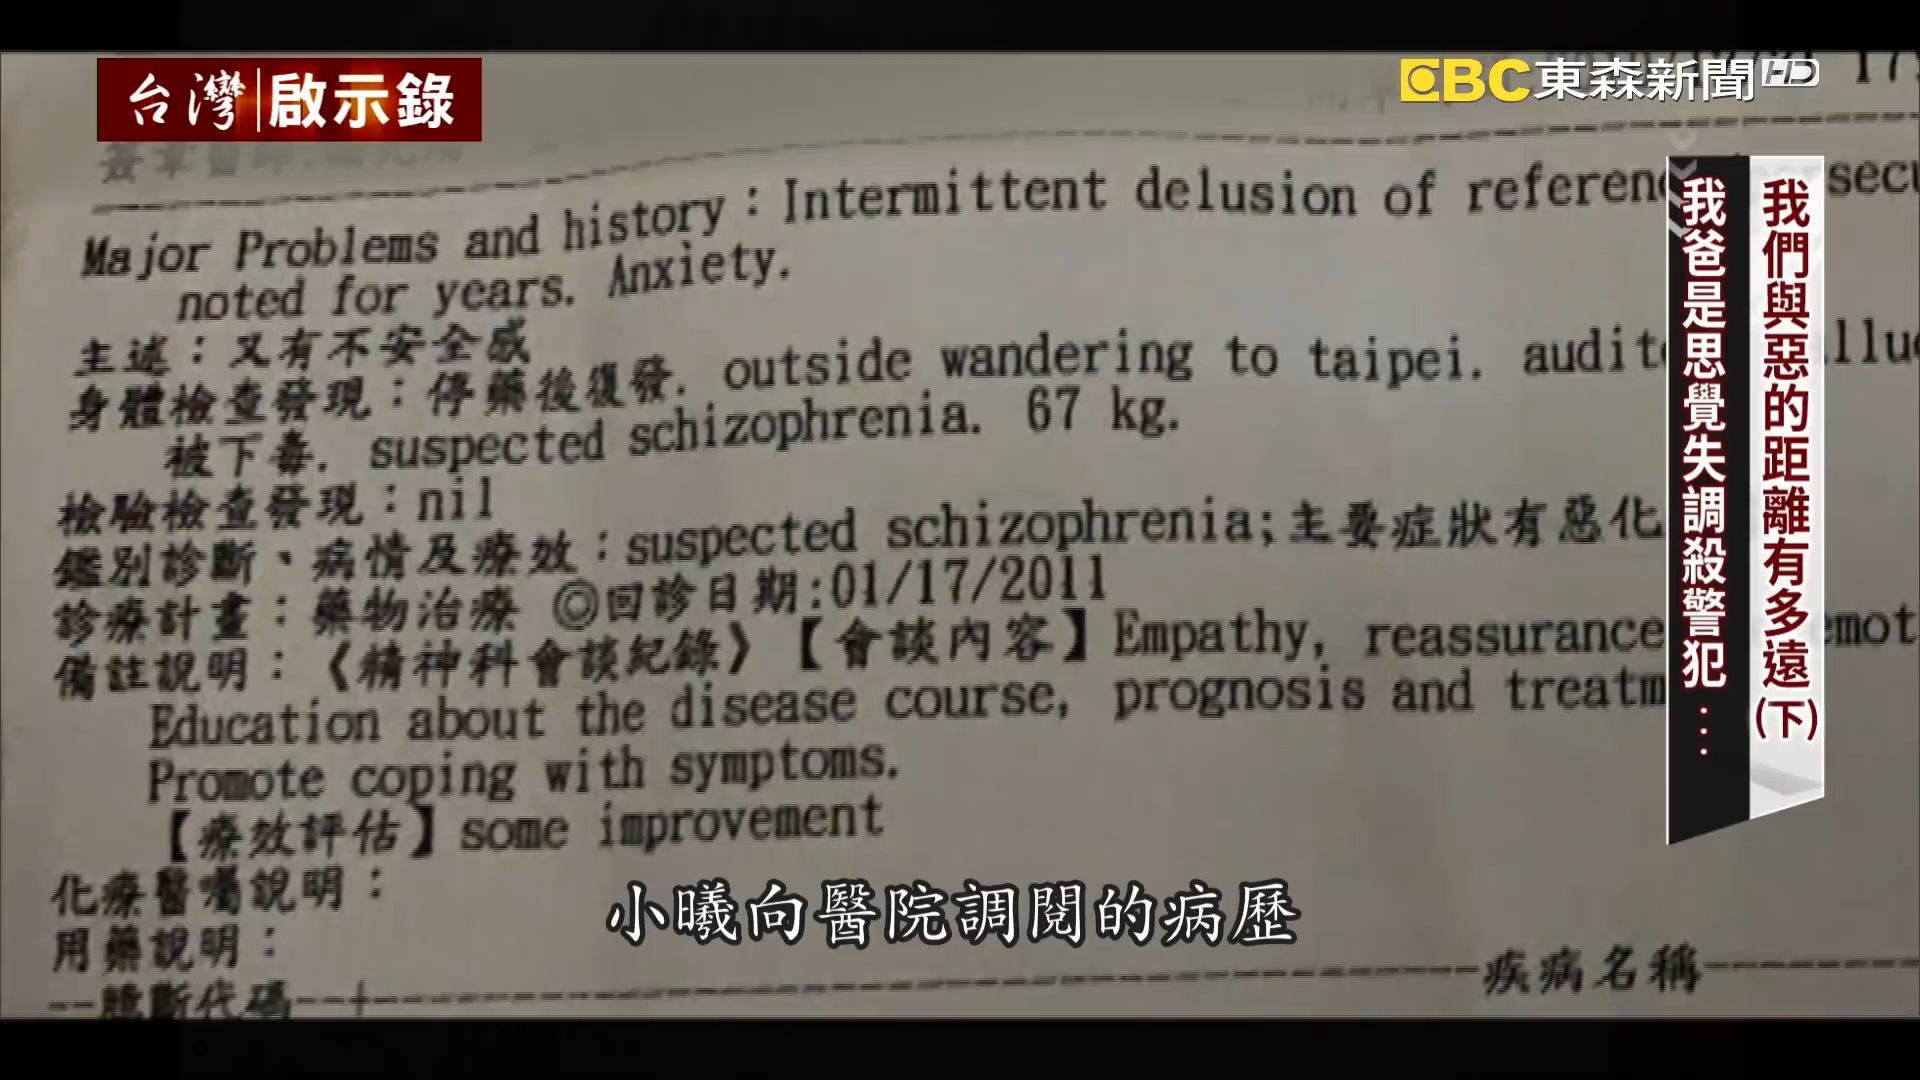 台灣啟示錄
EBC東森新聞HD
我們與惡的距離有多遠(下)
我爸是思覺失調殺警犯…
Major Problems and history：Intermittent delusion of
noted for years. Anxiety.
主述：又有不安全感
身體檢查發現：停藥後復發. outside wandering to taipei.
被下毒. suspected schizophrenia. 67 kg.
檢驗檢查發現：nil
鑑別診斷、病情及療效：suspected schizophrenia;主要症狀有惡化
診療計畫：藥物治療 ◎回診日期:01/17/2011
備註說明：《精神科會談紀錄》【會談內容】Empathy, reassurance
Education about the disease course, prognosis and
Promote coping with symptoms.
【療效評估】some improvement
化療醫囑說明：
用藥說明：
--診斷代碼--+---疾病名稱---
小曦向醫院調閱的病歷